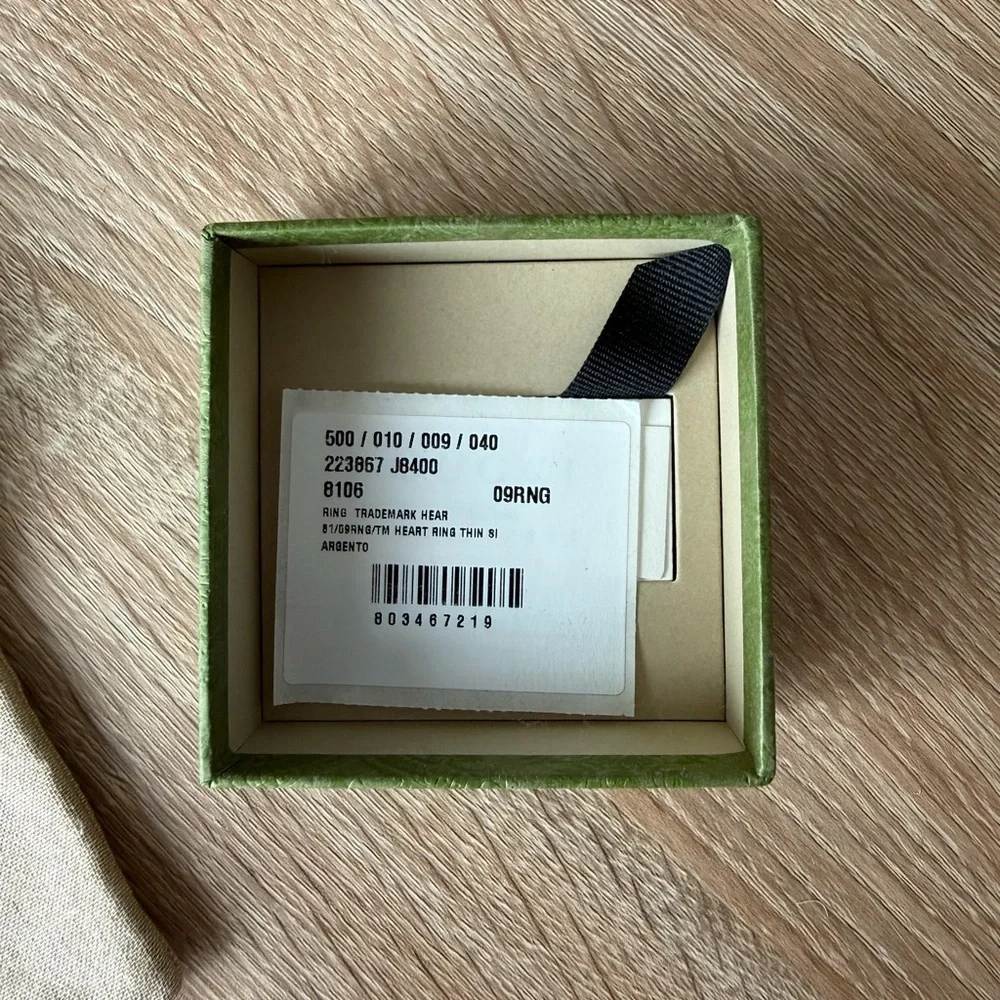 500 / 010 / 009 / 040
223867 J8400
8106 09RNG
RING TRADEMARK HEAR
81/09RNG/TM HEART RING THIN SI
ARGENTO
803467219